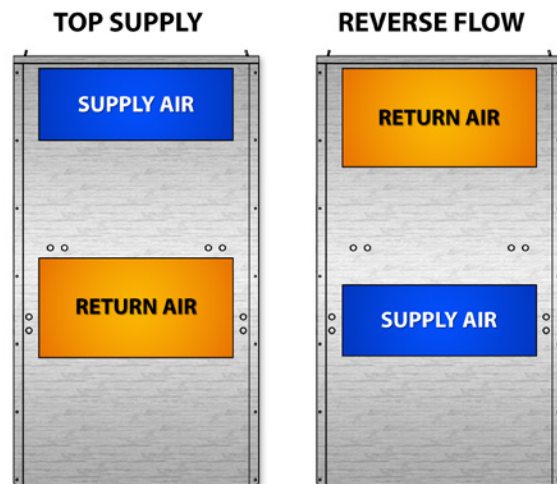 TOP SUPPLY
SUPPLY AIR
RETURN AIR
REVERSE FLOW
RETURN AIR
SUPPLY AIR